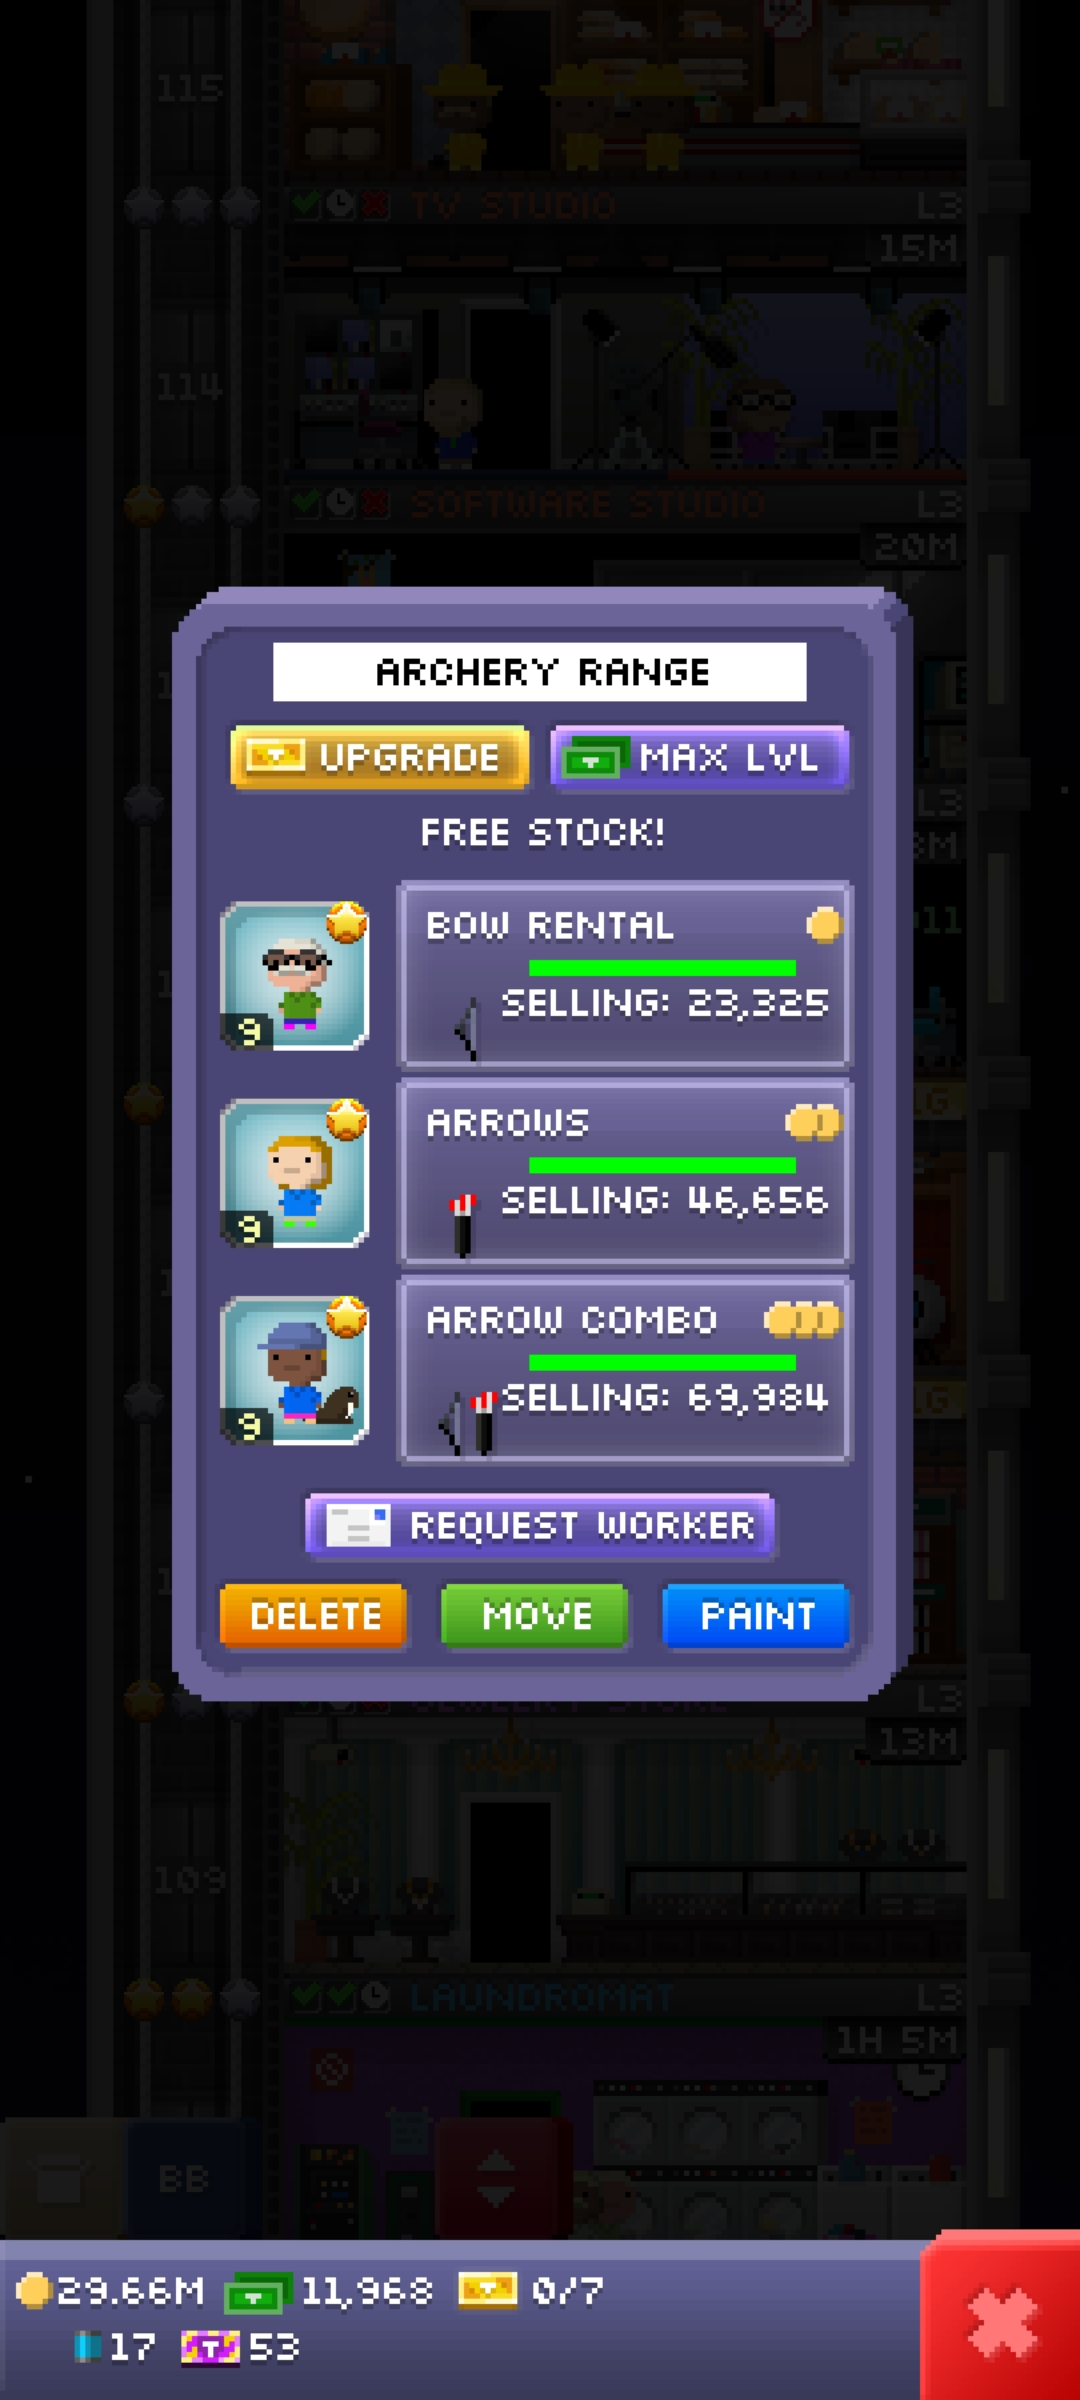 115
TV STUDIO
L3
15M
114
SOFTWARE STUDIO
L3
20M
ARCHERY RANGE
UPGRADE
MAX LVL
FREE STOCK!
BOW RENTAL
SELLING: 23,325
9
ARROWS
SELLING: 46,656
9
ARROW COMBO
SELLING: 69,984
9
REQUEST WORKER
DELETE
MOVE
PAINT
L3
13M
109
LAUNDROMAT
L3
1H 5M
BB
29.66M
11,968
0/7
17
53